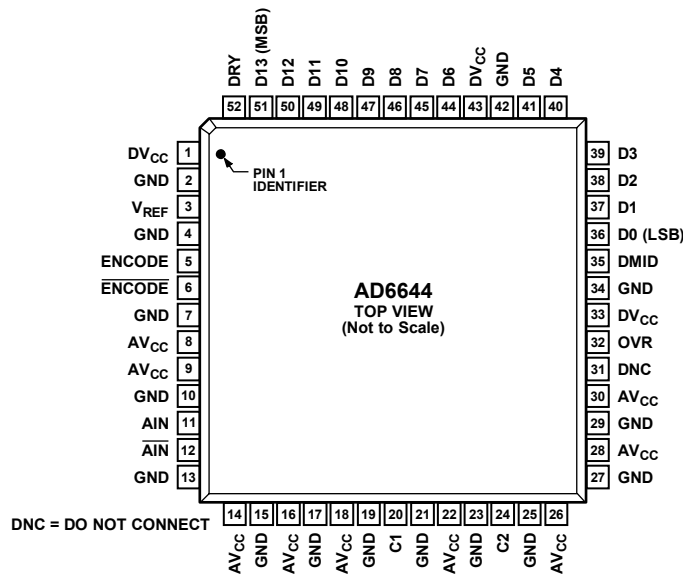 DRY D13 (MSB) D12 D11 D10 D9 D8 D7 D6 DVCC GND D5 D4
52 51 50 49 48 47 46 45 44 43 42 41 40
DVCC 1
GND 2
VREF 3
GND 4
ENCODE 5
ENCODE 6
GND 7
AVCC 8
AVCC 9
GND 10
AIN 11
AIN 12
GND 13
PIN 1
IDENTIFIER
AD6644
TOP VIEW
(Not to Scale)
39 D3
38 D2
37 D1
36 D0 (LSB)
35 DMID
34 GND
33 DVCC
32 OVR
31 DNC
30 AVCC
29 GND
28 AVCC
27 GND
14 15 16 17 18 19 20 21 22 23 24 25 26
AVCC GND AVCC GND AVCC GND C1 GND AVCC GND C2 GND AVCC
DNC = DO NOT CONNECT